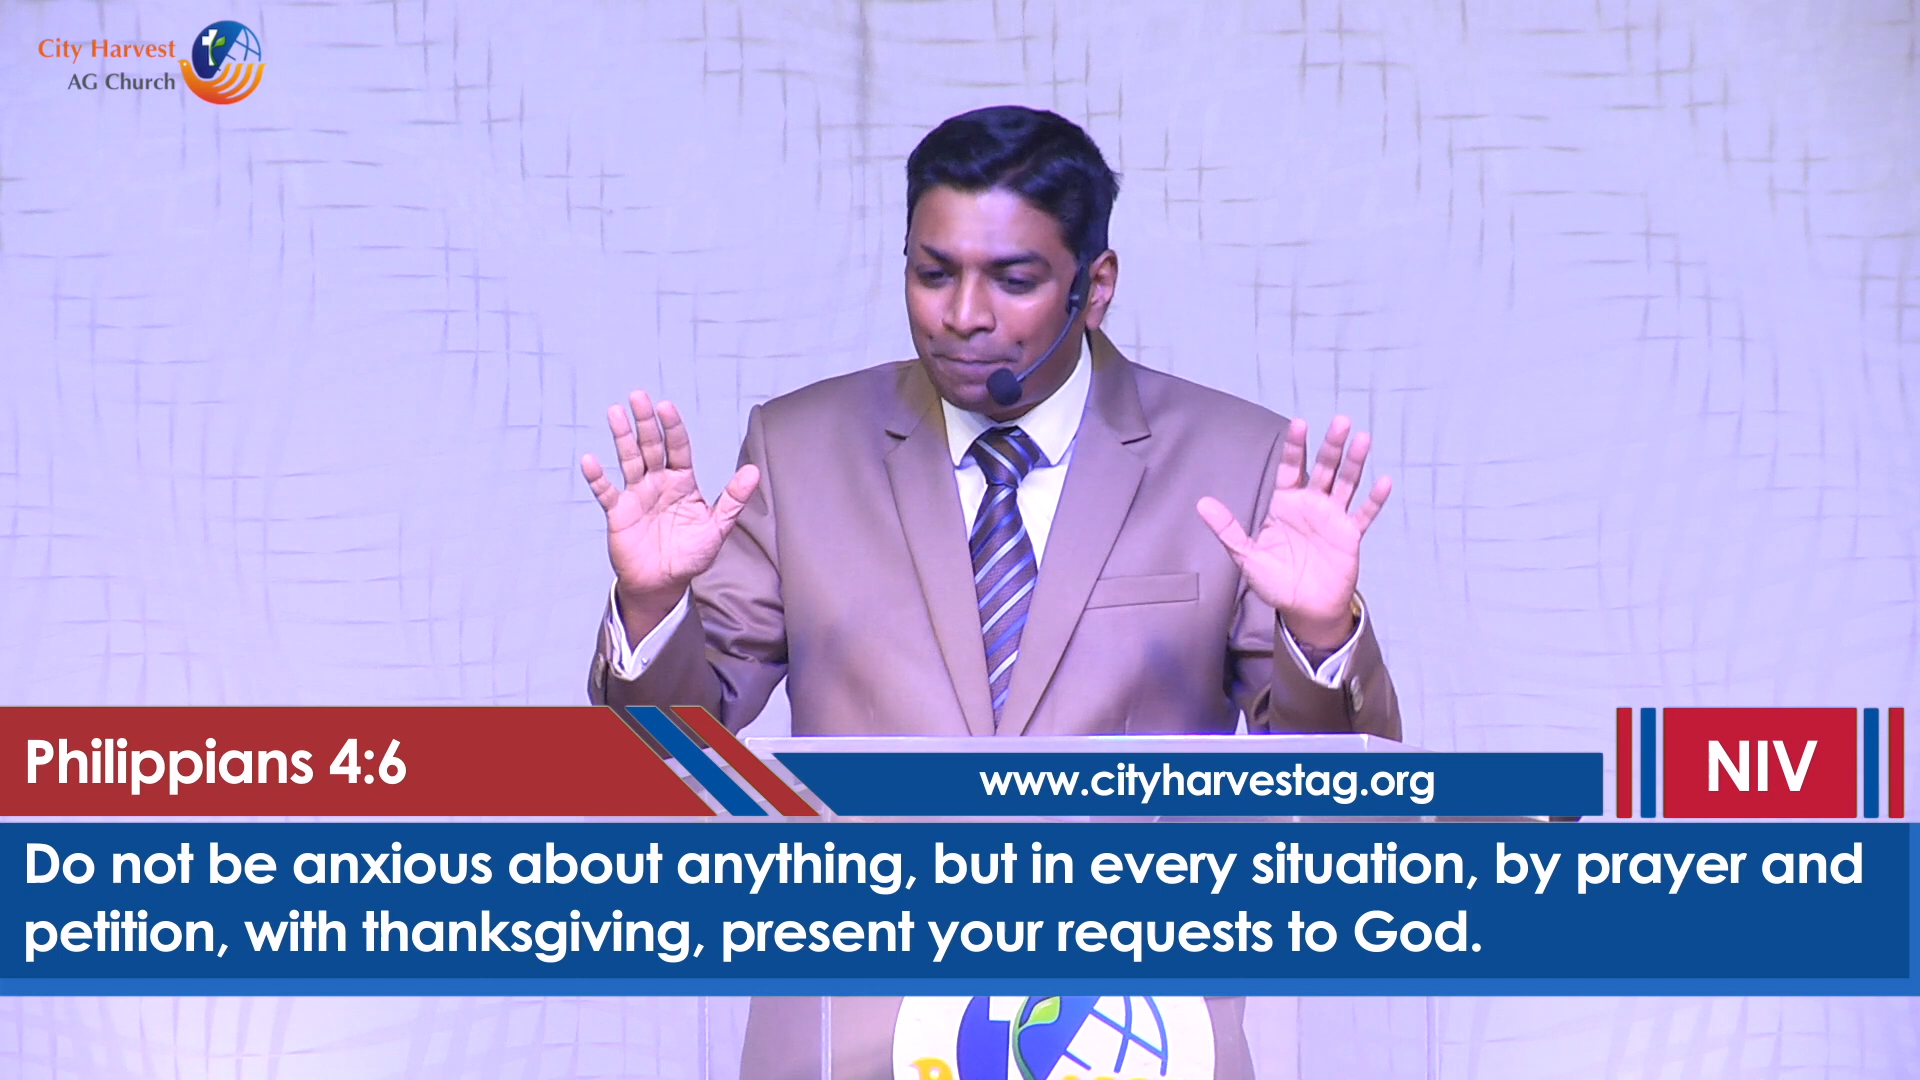 City Harvest
AG Church
Philippians 4:6
www.cityharvestag.org
NIV
Do not be anxious about anything, but in every situation, by prayer and
petition, with thanksgiving, present your requests to God.